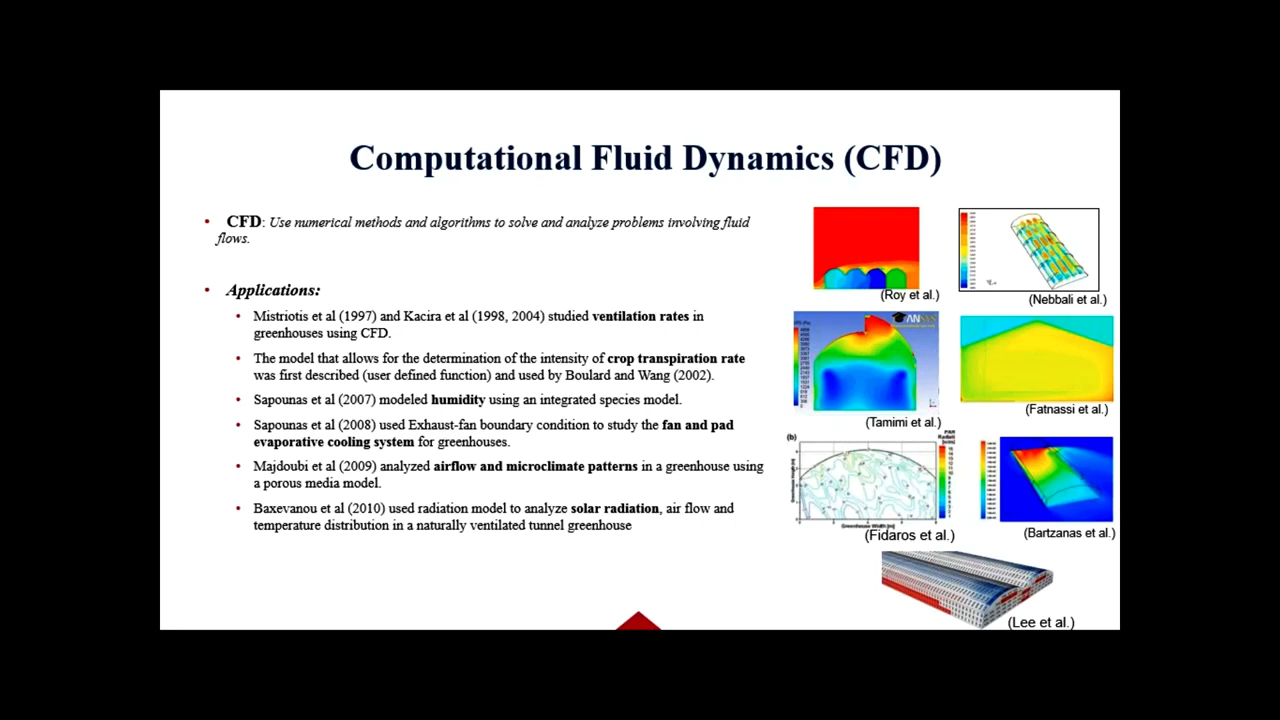 Computational Fluid Dynamics (CFD)
• CFD: Use numerical methods and algorithms to solve and analyze problems involving fluid
flows.
• Applications:
• Mistriotis et al (1997) and Kacira et al (1998, 2004) studied ventilation rates in
greenhouses using CFD.
• The model that allows for the determination of the intensity of crop transpiration rate
was first described (user defined function) and used by Boulard and Wang (2002).
• Sapounas et al (2007) modeled humidity using an integrated species model.
• Sapounas et al (2008) used Exhaust-fan boundary condition to study the fan and pad
evaporative cooling system for greenhouses.
• Majdoubi et al (2009) analyzed airflow and microclimate patterns in a greenhouse using
a porous media model.
• Baxevanou et al (2010) used radiation model to analyze solar radiation, air flow and
temperature distribution in a naturally ventilated tunnel greenhouse
(Roy et al.)
(Nebbali et al.)
(Tamimi et al.)
(Fatnassi et al.)
(b)
PAR
Greenhouse Width [m]
(Fidaros et al.)
(Bartzanas et al.)
(Lee et al.)